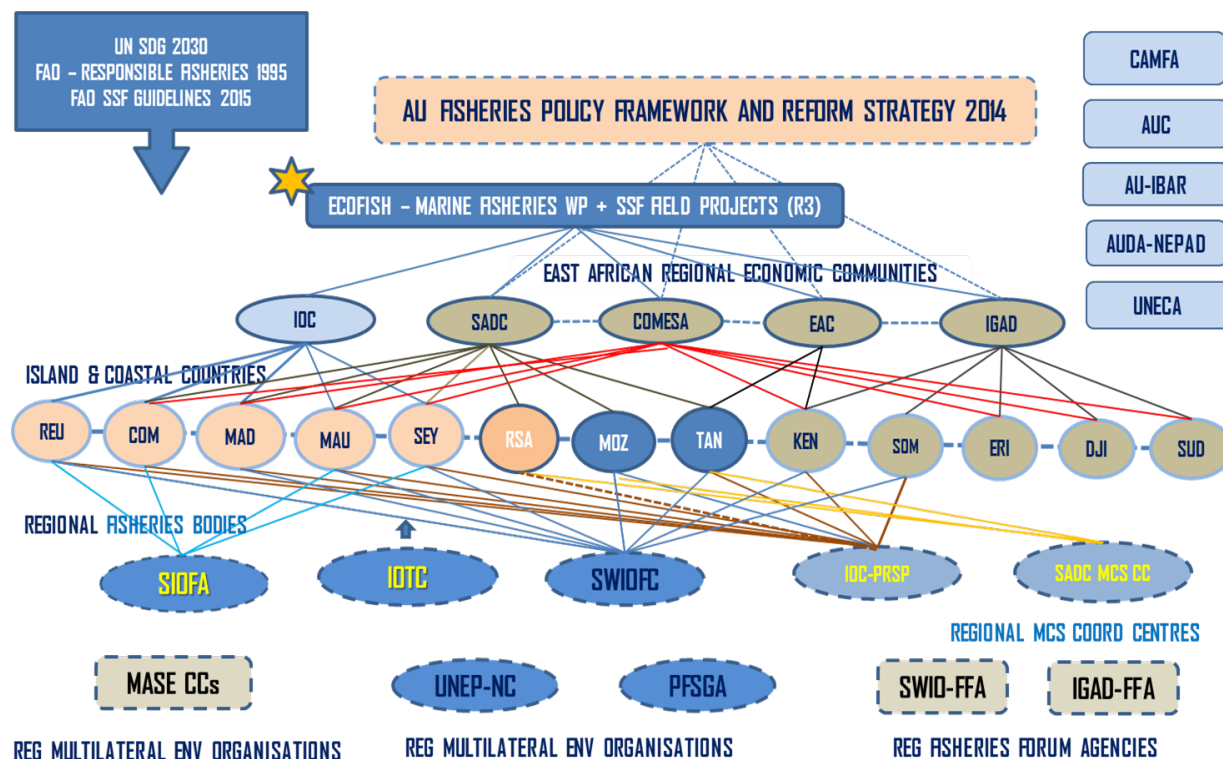 UN SDG 2030
FAO – RESPONSIBLE FISHERIES 1995
FAO SSF GUIDELINES 2015
AU FISHERIES POLICY FRAMEWORK AND REFORM STRATEGY 2014
CAMFA
AUC
AU-IBAR
AUDA-NEPAD
UNECA
ECOFISH – MARINE FISHERIES WP + SSF FIELD PROJECTS (R3)
EAST AFRICAN REGIONAL ECONOMIC COMMUNITIES
IOC
SADC
COMESA
EAC
IGAD
ISLAND & COASTAL COUNTRIES
REU
COM
MAD
MAU
SEY
RSA
MOZ
TAN
KEN
SOM
ERI
DJI
SUD
REGIONAL FISHERIES BODIES
SIOFA
IOTC
SWIOFC
IOC-PRSP
SADC MCS CC
REGIONAL MCS COORD CENTRES
MASE CCs
UNEP-NC
PFSGA
SWIO-FFA
IGAD-FFA
REG MULTILATERAL ENV ORGANISATIONS
REG MULTILATERAL ENV ORGANISATIONS
REG FISHERIES FORUM AGENCIES